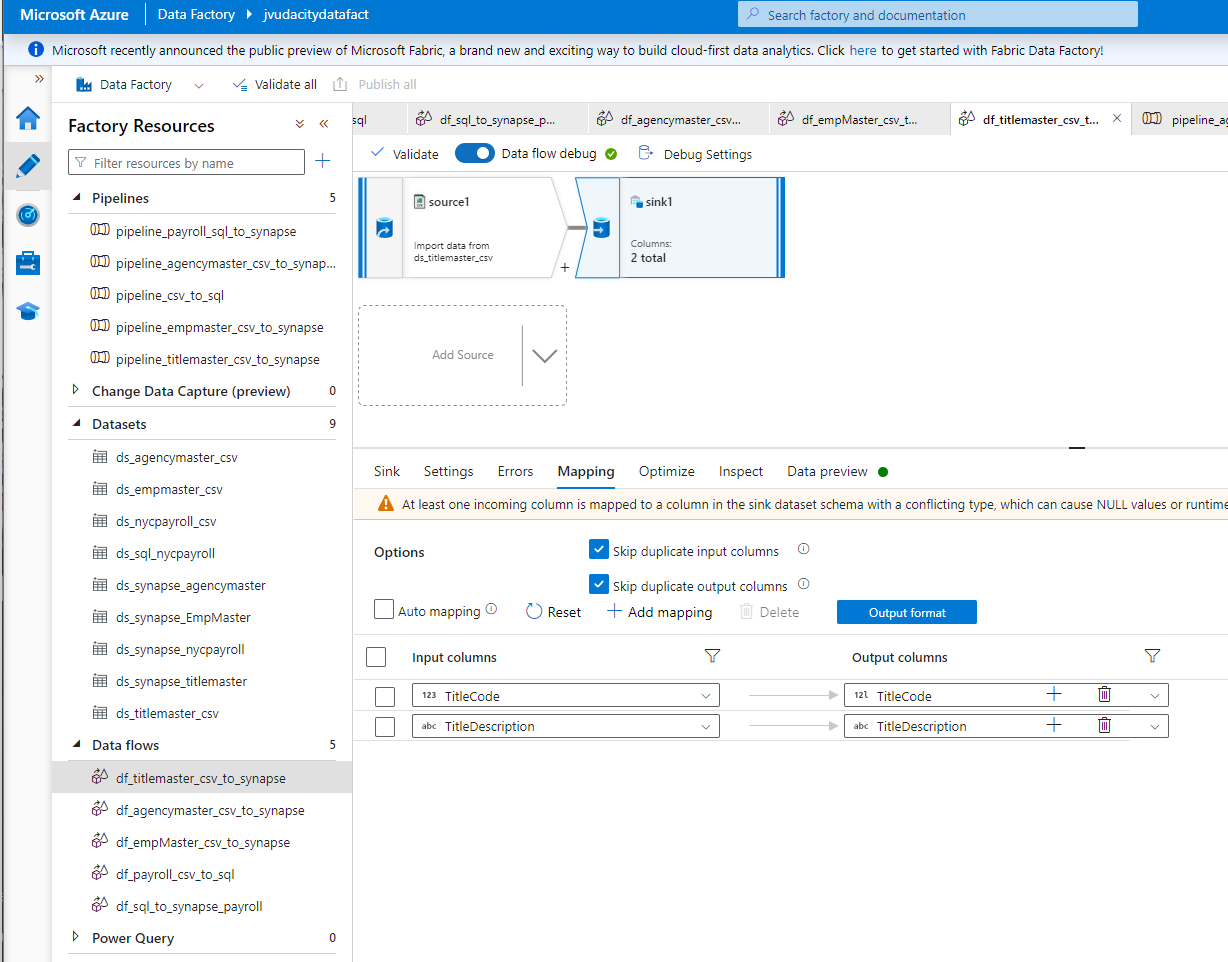 Microsoft Azure
Data Factory
jvudacitydatafact
Search factory and documentation
Microsoft recently announced the public preview of Microsoft Fabric, a brand new and exciting way to build cloud-first data analytics. Click here to get started with Fabric Data Factory!
Data Factory
Validate all
Publish all
Factory Resources
Filter resources by name
Pipelines 5
pipeline_payroll_sql_to_synapse
pipeline_agencymaster_csv_to_synap...
pipeline_csv_to_sql
pipeline_empmaster_csv_to_synapse
pipeline_titlemaster_csv_to_synapse
Change Data Capture (preview) 0
Datasets 9
ds_agencymaster_csv
ds_empmaster_csv
ds_nycpayroll_csv
ds_sql_nycpayroll
ds_synapse_agencymaster
ds_synapse_EmpMaster
ds_synapse_nycpayroll
ds_synapse_titlemaster
ds_titlemaster_csv
Data flows 5
df_titlemaster_csv_to_synapse
df_agencymaster_csv_to_synapse
df_empMaster_csv_to_synapse
df_payroll_csv_to_sql
df_sql_to_synapse_payroll
Power Query 0
sql
df_sql_to_synapse_p...
df_agencymaster_csv...
df_empMaster_csv_t...
df_titlemaster_csv_t...
pipeline_ag
Validate
Data flow debug
Debug Settings
source1
Import data from
ds_titlemaster_csv
+
sink1
Columns:
2 total
Add Source
Sink
Settings
Errors
Mapping
Optimize
Inspect
Data preview
At least one incoming column is mapped to a column in the sink dataset schema with a conflicting type, which can cause NULL values or runtime
Options
Skip duplicate input columns
Skip duplicate output columns
Auto mapping
Reset
Add mapping
Delete
Output format
Input columns
Output columns
123 TitleCode
12l TitleCode
abc TitleDescription
abc TitleDescription